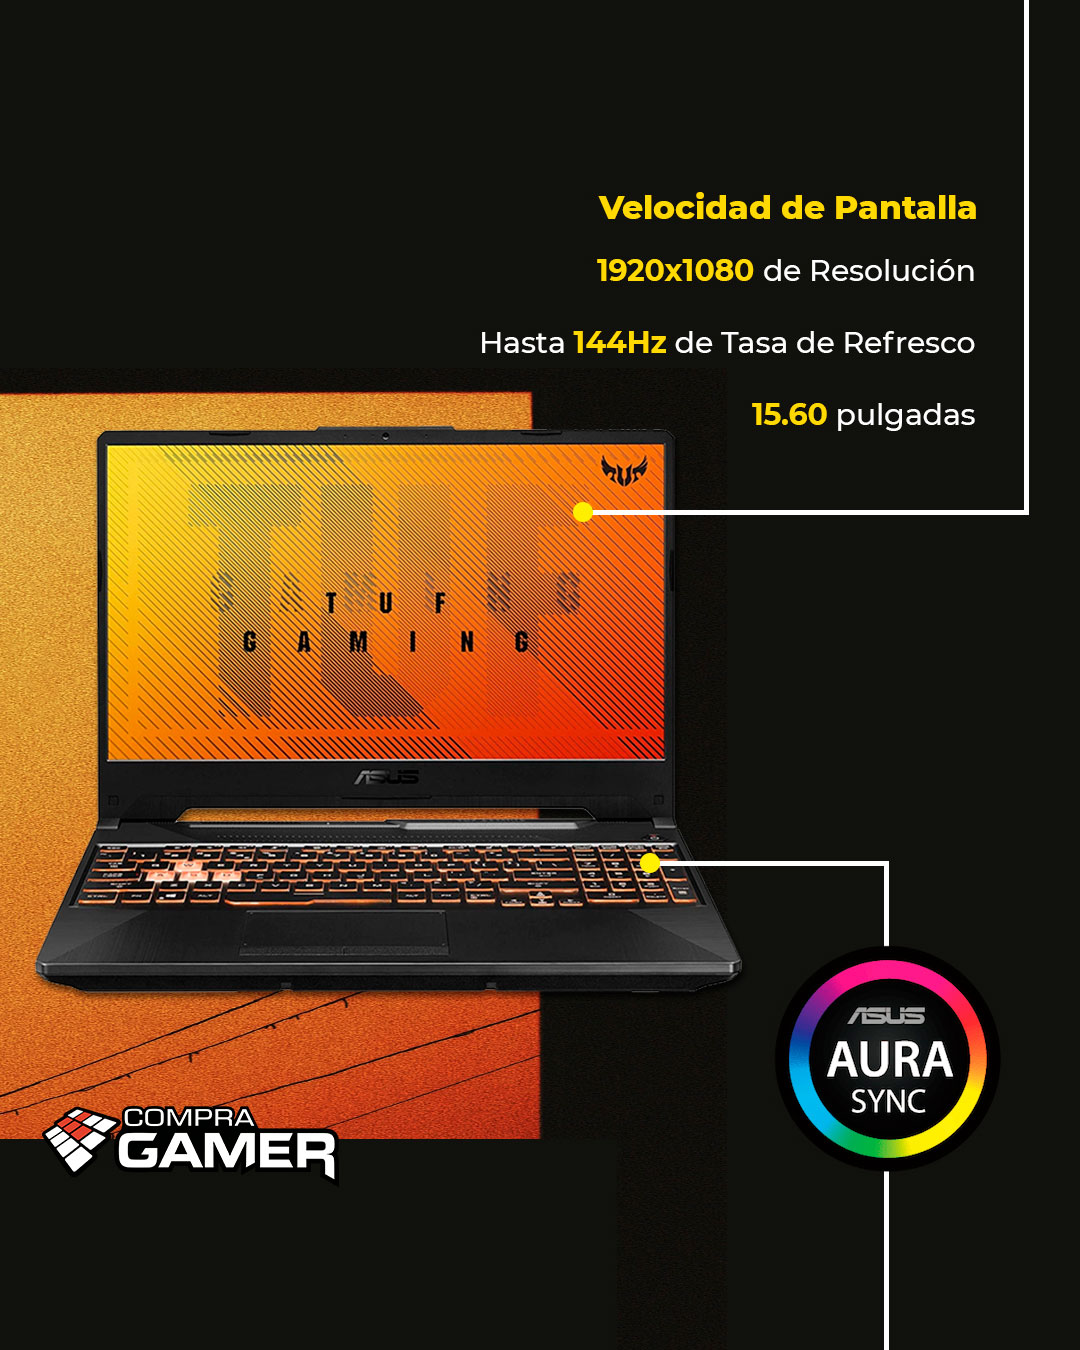 Velocidad de Pantalla
1920x1080 de Resolución
Hasta 144Hz de Tasa de Refresco
15.60 pulgadas
TUF
TUF
GAMING
ASUS
ASUS
AURA
SYNC
COMPRA
GAMER